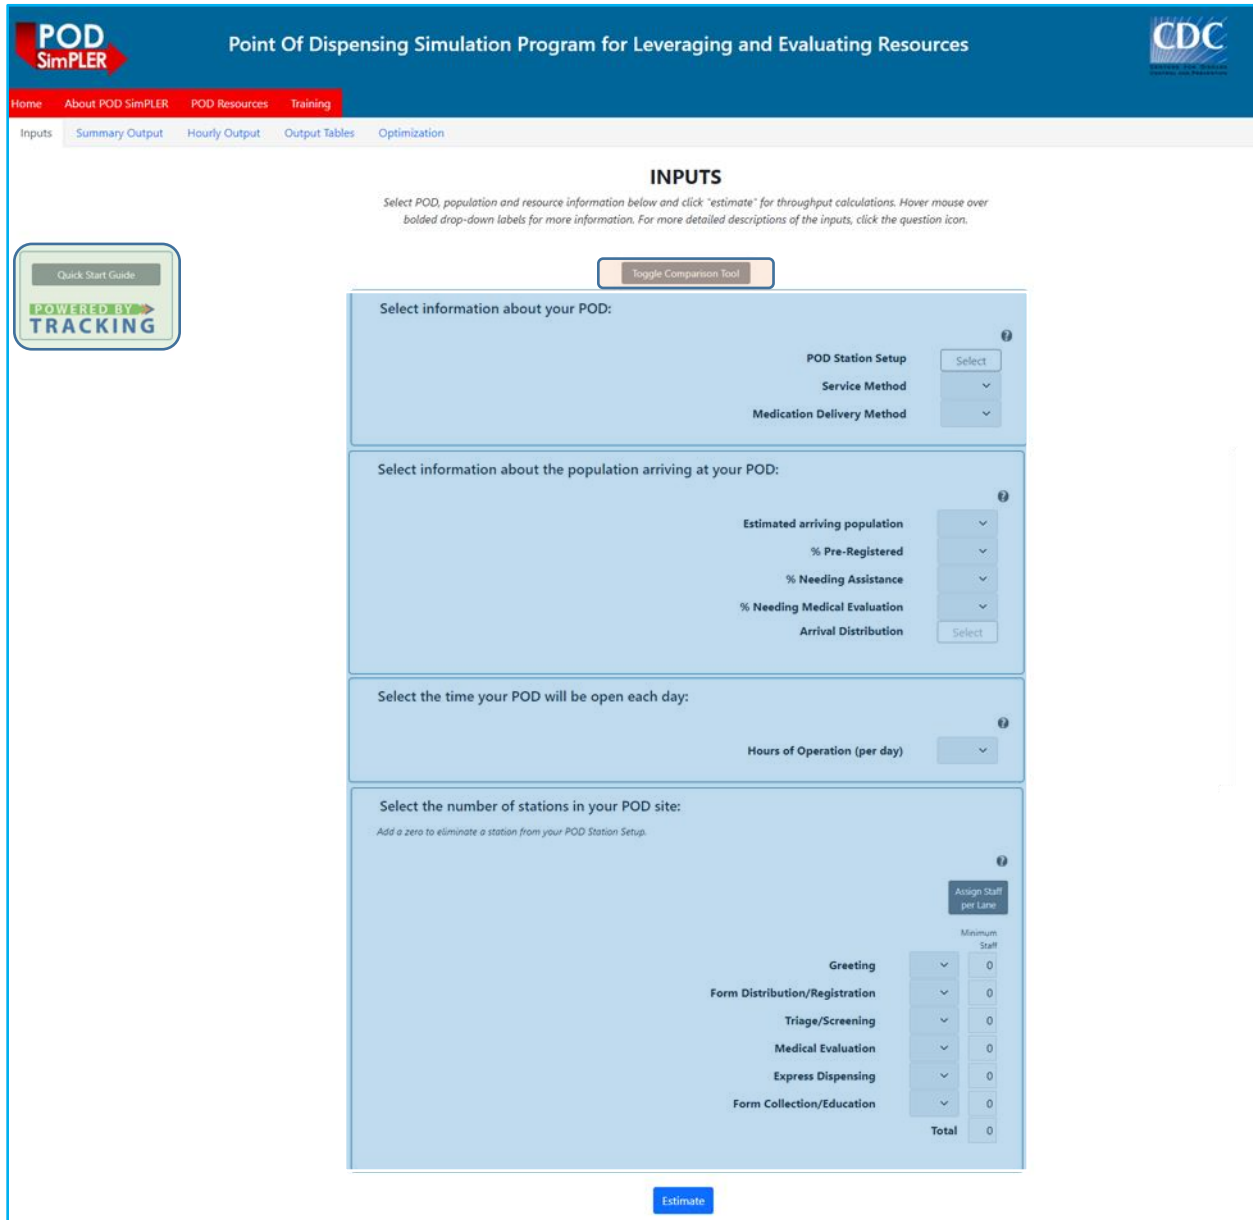 POD
SimPLER
Point Of Dispensing Simulation Program for Leveraging and Evaluating Resources
CDC
CENTERS FOR DISEASE
CONTROL AND PREVENTION
Home About POD SimPLER POD Resources Training
Inputs Summary Output Hourly Output Output Tables Optimization
INPUTS
Select POD, population and resource information below and click "estimate" for throughput calculations. Hover mouse over
bolded drop-down labels for more information. For more detailed descriptions of the inputs, click the question icon.
Quick Start Guide
POWERED BY
TRACKING
Toggle Comparison Tool
Select information about your POD:
?
POD Station Setup Select
Service Method
Medication Delivery Method
Select information about the population arriving at your POD:
?
Estimated arriving population
% Pre-Registered
% Needing Assistance
% Needing Medical Evaluation
Arrival Distribution Select
Select the time your POD will be open each day:
?
Hours of Operation (per day)
Select the number of stations in your POD site:
Add a zero to eliminate a station from your POD Station Setup.
?
Assign Staff
per Lane
Minimum
Staff
Greeting 0
Form Distribution/Registration 0
Triage/Screening 0
Medical Evaluation 0
Express Dispensing 0
Form Collection/Education 0
Total 0
Estimate